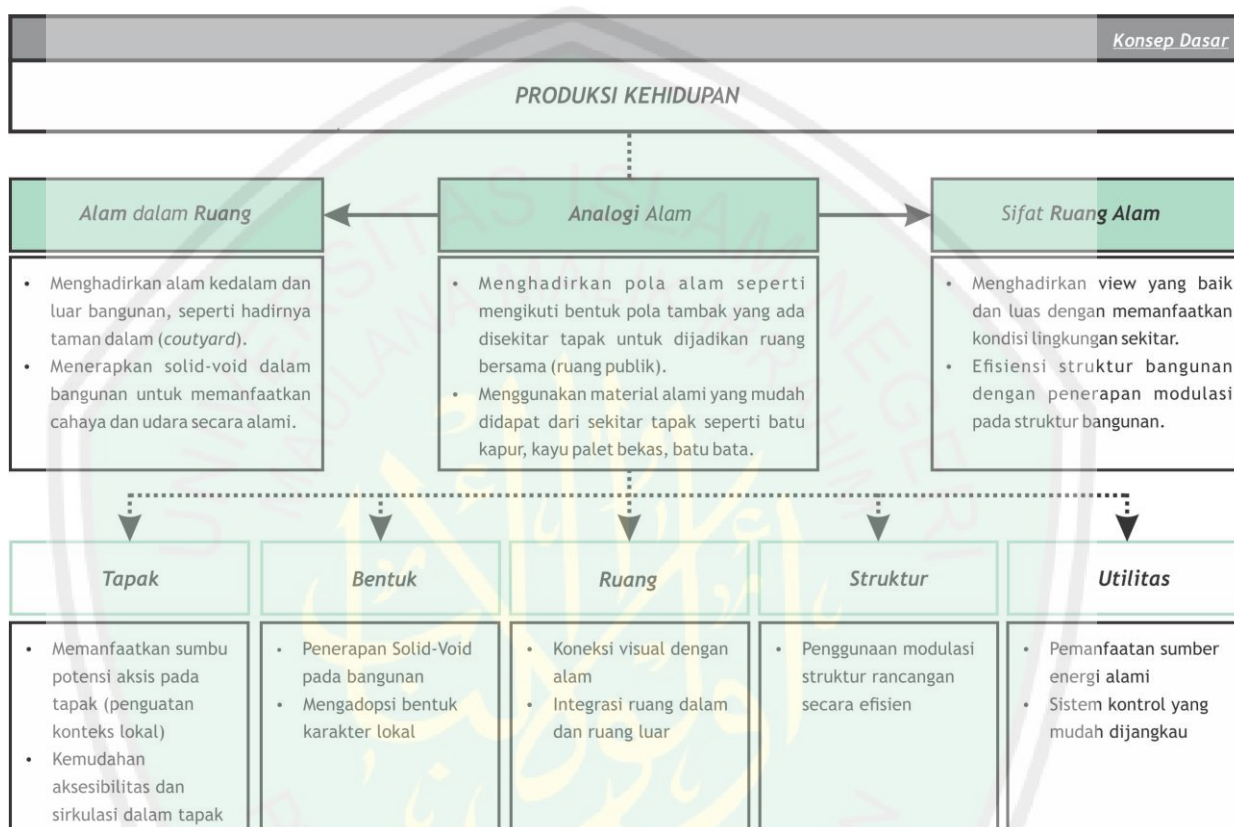 Konsep Dasar
PRODUKSI KEHIDUPAN
Alam dalam Ruang
• Menghadirkan alam kedalam dan
luar bangunan, seperti hadirnya
taman dalam (coutyard).
• Menerapkan solid-void dalam
bangunan untuk memanfaatkan
cahaya dan udara secara alami.
Analogi Alam
• Menghadirkan pola alam seperti
mengikuti bentuk pola tambak yang ada
disekitar tapak untuk dijadikan ruang
bersama (ruang publik).
• Menggunakan material alami yang mudah
didapat dari sekitar tapak seperti batu
kapur, kayu palet bekas, batu bata.
Sifat Ruang Alam
• Menghadirkan view yang baik
dan luas dengan memanfaatkan
kondisi lingkungan sekitar.
• Efisiensi struktur bangunan
dengan penerapan modulasi
pada struktur bangunan.
Tapak
• Memanfaatkan sumbu
potensi aksis pada
tapak (penguatan
konteks lokal)
• Kemudahan
aksesibilitas dan
sirkulasi dalam tapak
Bentuk
• Penerapan Solid-Void
pada bangunan
• Mengadopsi bentuk
karakter lokal
Ruang
• Koneksi visual dengan
alam
• Integrasi ruang dalam
dan ruang luar
Struktur
• Penggunaan modulasi
struktur rancangan
secara efisien
Utilitas
• Pemanfaatan sumber
energi alami
• Sistem kontrol yang
mudah dijangkau
UNIVERSITAS ISLAM NEGERI
MAULANA MALIK IBRAHIM